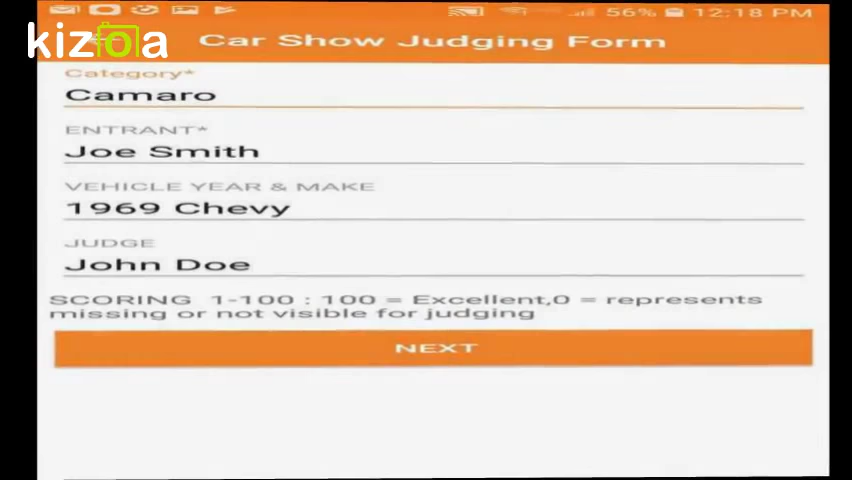 56% 12:18 PM
kizoa
Car Show Judging Form
Category*
Camaro
ENTRANT*
Joe Smith
VEHICLE YEAR & MAKE
1969 Chevy
JUDGE
John Doe
SCORING 1-100 : 100 = Excellent,0 = represents
missing or not visible for judging
NEXT